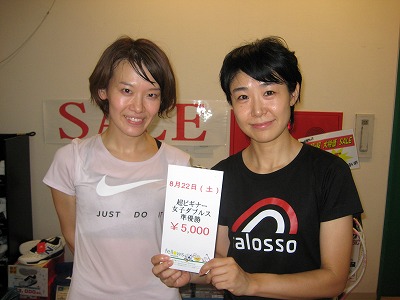 SALE
JUST DO IT
alosso
8月22日(土)
超ビギナー
女子ダブルス
準優勝
￥5,000
fellows
SALE